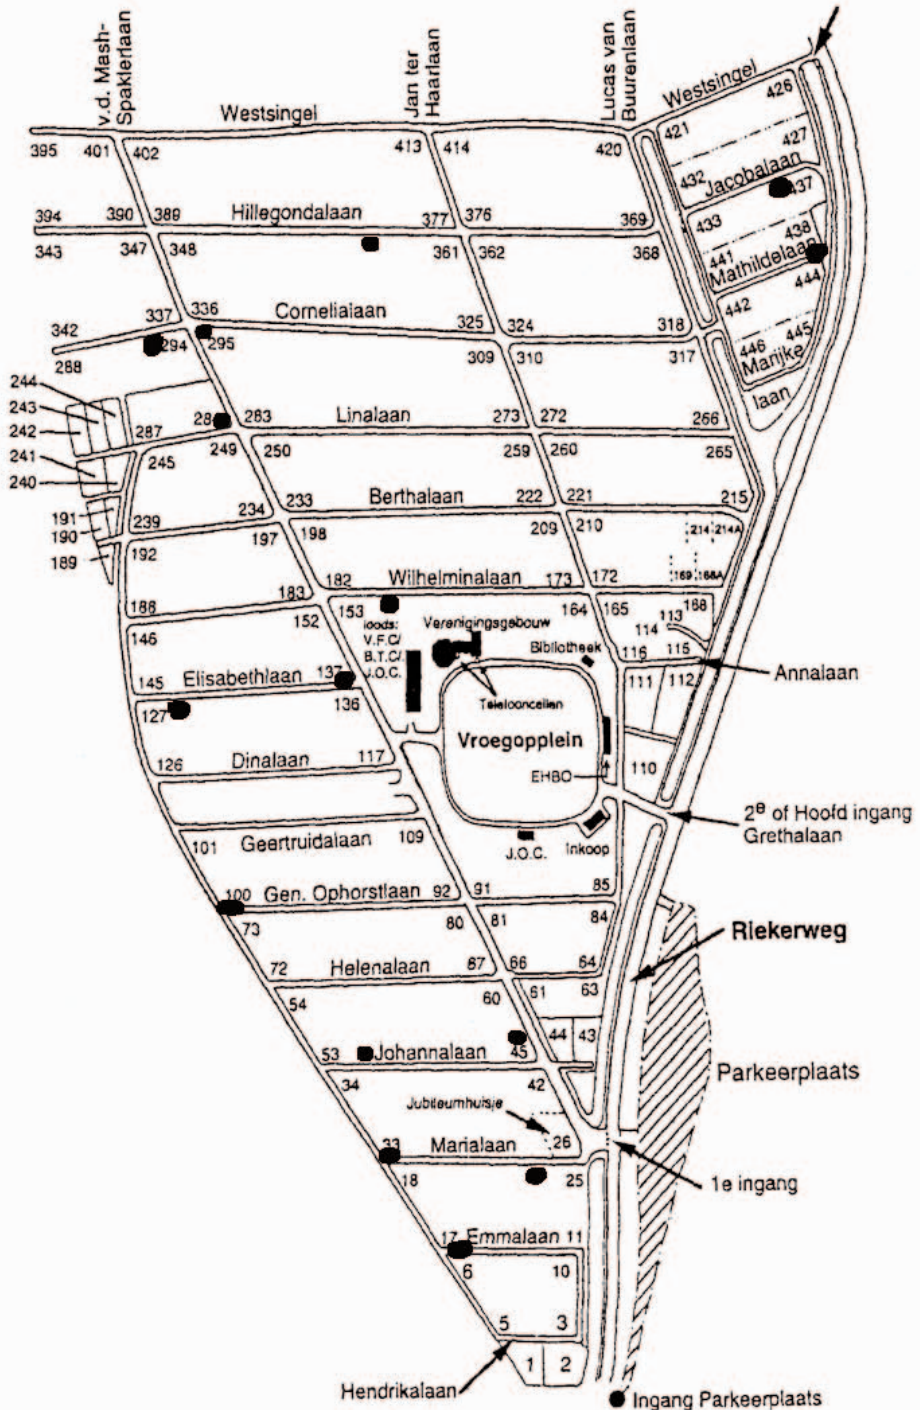 v.d. Mash-
Spaklerlaan
Jan ter
Haarlaan
Lucas van
Buurenlaan
Westsingel
Westsingel
426
421
427
395 401 402
413 414
420
432
Jacobalaan
437
394 390 389
Hillegondalaan
377 376
369
433
438
343 347 348
361 362
368
441
Mathildelaan
444
442
337 336
Cornelialaan
325 324
318
445
342
294 295
309 310
317
446
Marijke
laan
288
244
243
242
287
283
Linalaan
273 272
266
241
240
245
249 250
259 260
265
191
190
189
239
234 233
Berthalaan
222 221
215
192
197 198
209 210
214 214A
182
Wilhelminalaan
173 172
169 168A
186
183
153
164 165
168
146
152
loods:
V.F.C/
B.T.C/
J.O.C.
Verenigingsgebouw
Bibliotheek
113
114
116 115
145
Elisabethlaan
137
136
Telefooncellen
111 112
Annalaan
127
Vroegopplein
126
Dinalaan
117
EHBO
110
2e of Hoofd ingang
Grethalaan
101
Geertruidalaan
109
J.O.C.
Inkoop
100
Gen. Ophorstlaan
92 91
85
73
80 81
84
Riekerweg
72
Helenalaan
67 66
64
54
60 61
63
44 43
53
Johannalaan
45
Parkeerplaats
34
42
Jubileumhuisje
33
Marialaan
26
18
25
1e ingang
17 Emmalaan 11
6
10
5
3
1
2
Hendrikalaan
Ingang Parkeerplaats